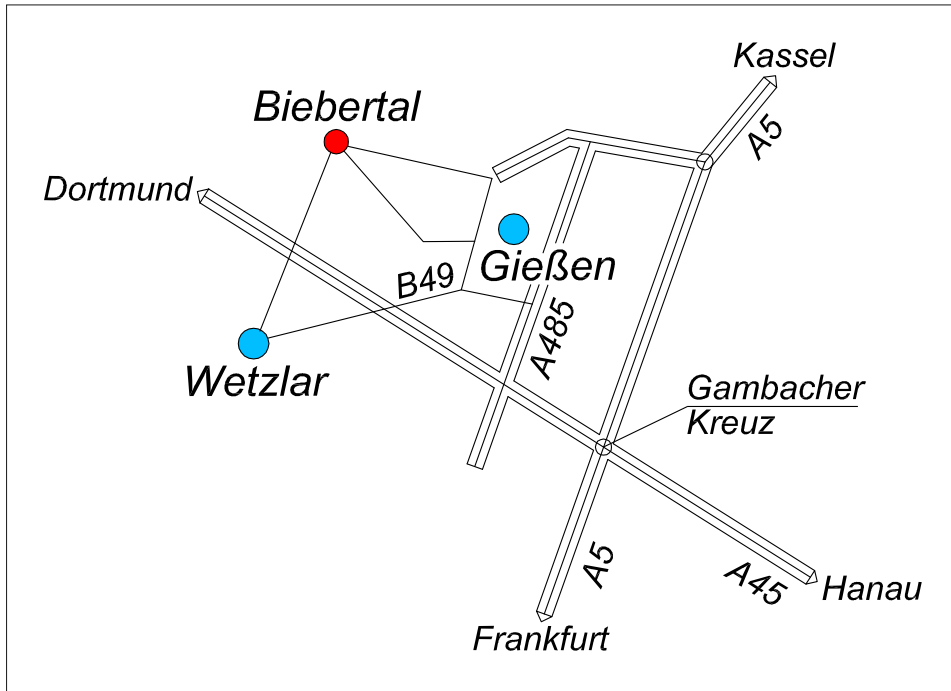 Kassel
Biebertal
A5
Dortmund
Gießen
B49
A485
Wetzlar
Gambacher
Kreuz
A5
A45
Hanau
Frankfurt